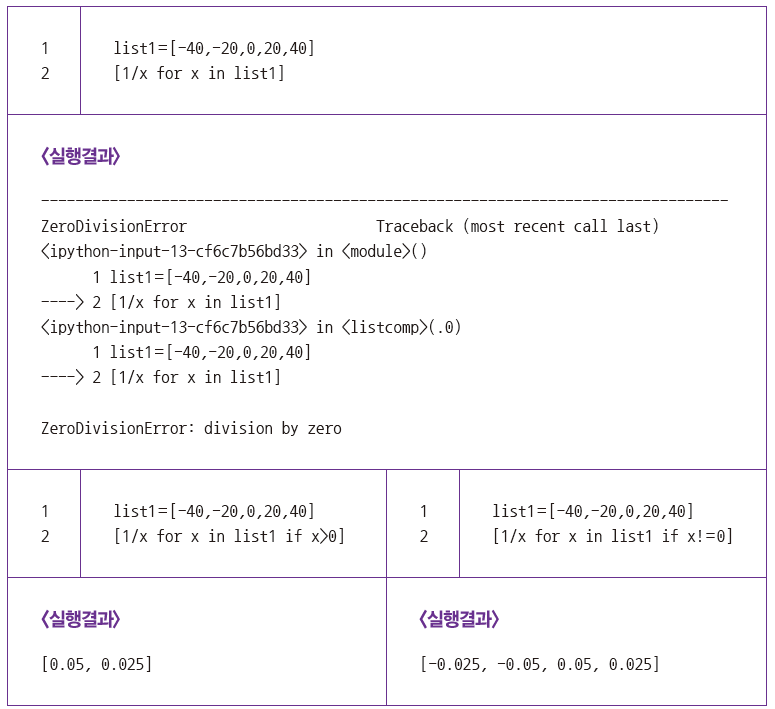 1 list1=[-40,-20,0,20,40]
2 [1/x for x in list1]
〈실행결과〉
--------------------------------------------------------------------------------
ZeroDivisionError Traceback (most recent call last)
<ipython-input-13-cf6c7b56bd33> in <module>()
1 list1=[-40,-20,0,20,40]
----> 2 [1/x for x in list1]
<ipython-input-13-cf6c7b56bd33> in <listcomp>(.0)
1 list1=[-40,-20,0,20,40]
----> 2 [1/x for x in list1]
ZeroDivisionError: division by zero
1 list1=[-40,-20,0,20,40]
2 [1/x for x in list1 if x>0]
〈실행결과〉
[0.05, 0.025]
1 list1=[-40,-20,0,20,40]
2 [1/x for x in list1 if x!=0]
〈실행결과〉
[-0.025, -0.05, 0.05, 0.025]